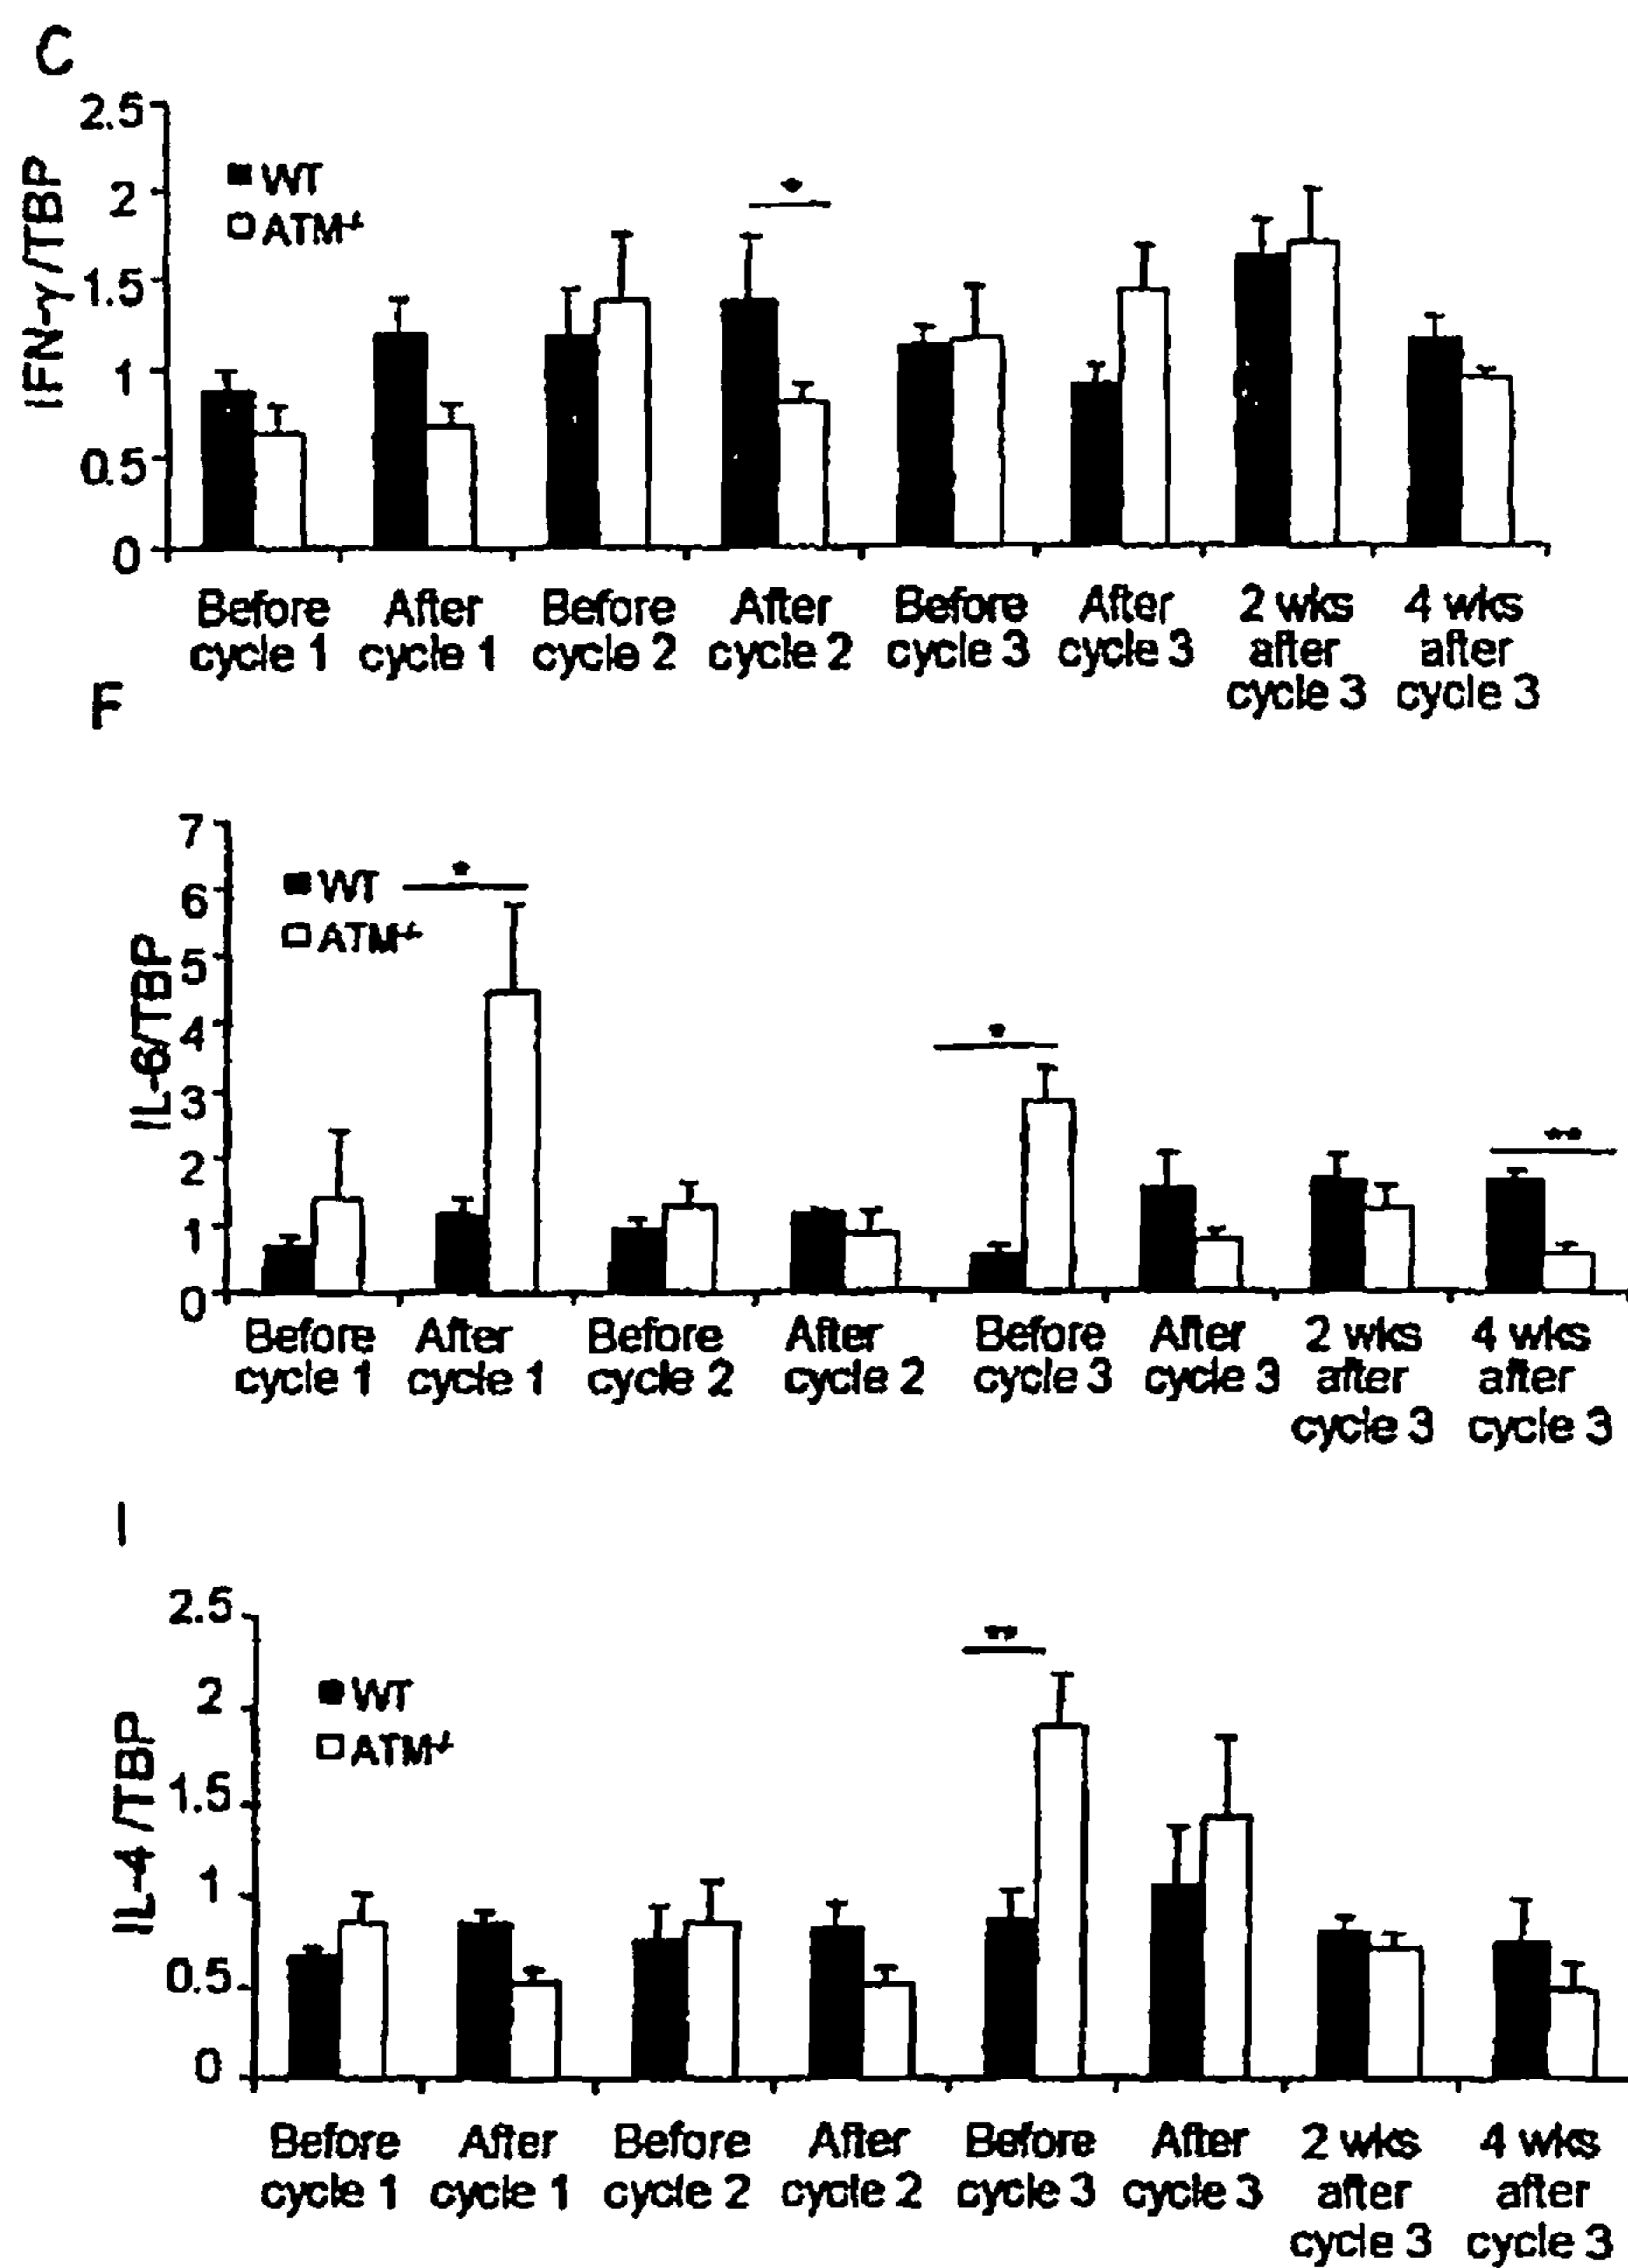 C
2.5
2
1.5
1
0.5
0
IFN-γ/TBP
WT
ATM-/-
*
Before After Before After Before After 2 wks 4 wks
cycle 1 cycle 1 cycle 2 cycle 2 cycle 3 cycle 3 after after
cycle 3 cycle 3
F
7
6
5
4
3
2
1
0
IL-6/TBP
WT
ATM-/-
*
*
**
Before After Before After Before After 2 wks 4 wks
cycle 1 cycle 1 cycle 2 cycle 2 cycle 3 cycle 3 after after
cycle 3 cycle 3
I
2.5
2
1.5
1
0.5
0
IL-4/TBP
WT
ATM-/-
**
Before After Before After Before After 2 wks 4 wks
cycle 1 cycle 1 cycle 2 cycle 2 cycle 3 cycle 3 after after
cycle 3 cycle 3